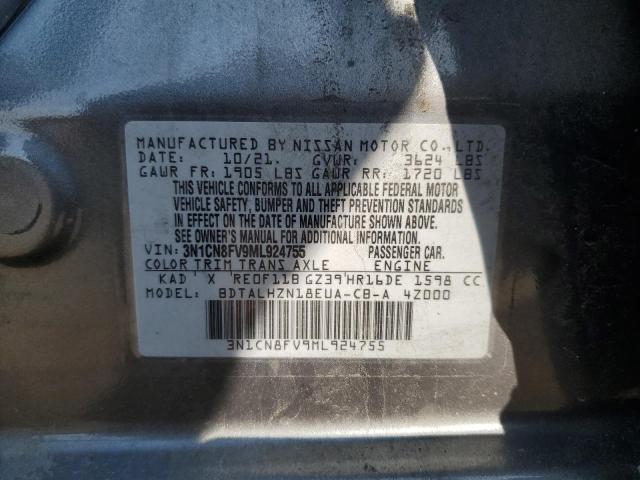 MANUFACTURED BY NISSAN MOTOR CO.,LTD.
DATE: 10/21. GVWR: 3624 LBS
GAWR FR: 1905 LBS GAWR RR: 1720 LBS
THIS VEHICLE CONFORMS TO ALL APPLICABLE FEDERAL MOTOR
VEHICLE SAFETY, BUMPER AND THEFT PREVENTION STANDARDS
IN EFFECT ON THE DATE OF MANUFACTURE SHOWN ABOVE.
SEE OWNER'S MANUAL FOR ADDITIONAL INFORMATION.
VIN: 3N1CN8FV9ML924755 PASSENGER CAR.
COLOR TRIM TRANS AXLE ENGINE
KAD X RE0F11B GZ39 HR16DE 1598 CC
MODEL: BDTALHZN18EUA-CB-A 4Z000
3N1CN8FV9ML924755